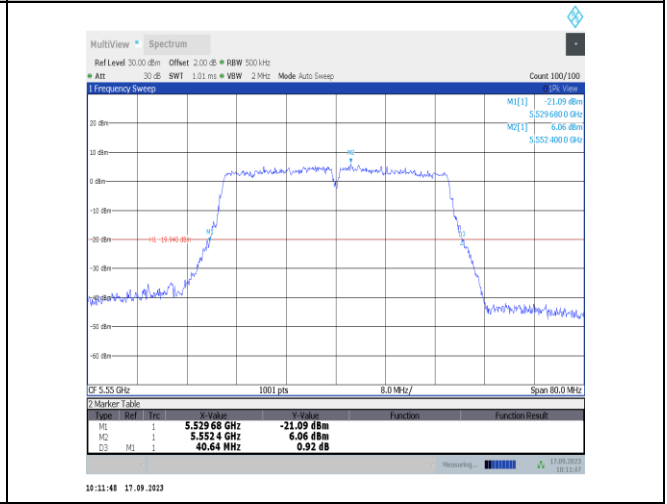 MultiView Spectrum
Ref Level 30.00 dBm Offset 2.00 dB RBW 500 kHz
Att 30 dB SWT 1.01 ms VBW 2 MHz Mode Auto Sweep Count 100/100
1 Frequency Sweep 1Pk View
M1[1] -21.09 dBm
5.529680 0 GHz
M2[1] 6.06 dBm
5.552 400 0 GHz
20 dBm
10 dBm
M2
0 dBm
-10 dBm
M1
D3
-20 dBm
H1 -19.940 dBm
-30 dBm
-40 dBm
-50 dBm
-60 dBm
CF 5.55 GHz 1001 pts 8.0 MHz/ Span 80.0 MHz
2 Marker Table
Type Ref Trc X-Value Y-Value Function Function Result
M1 1 5.529 68 GHz -21.09 dBm
M2 1 5.552 4 GHz 6.06 dBm
D3 M1 1 40.64 MHz 0.92 dB
Measuring... 17.09.2023
10:11:47
10:11:48 17.09.2023